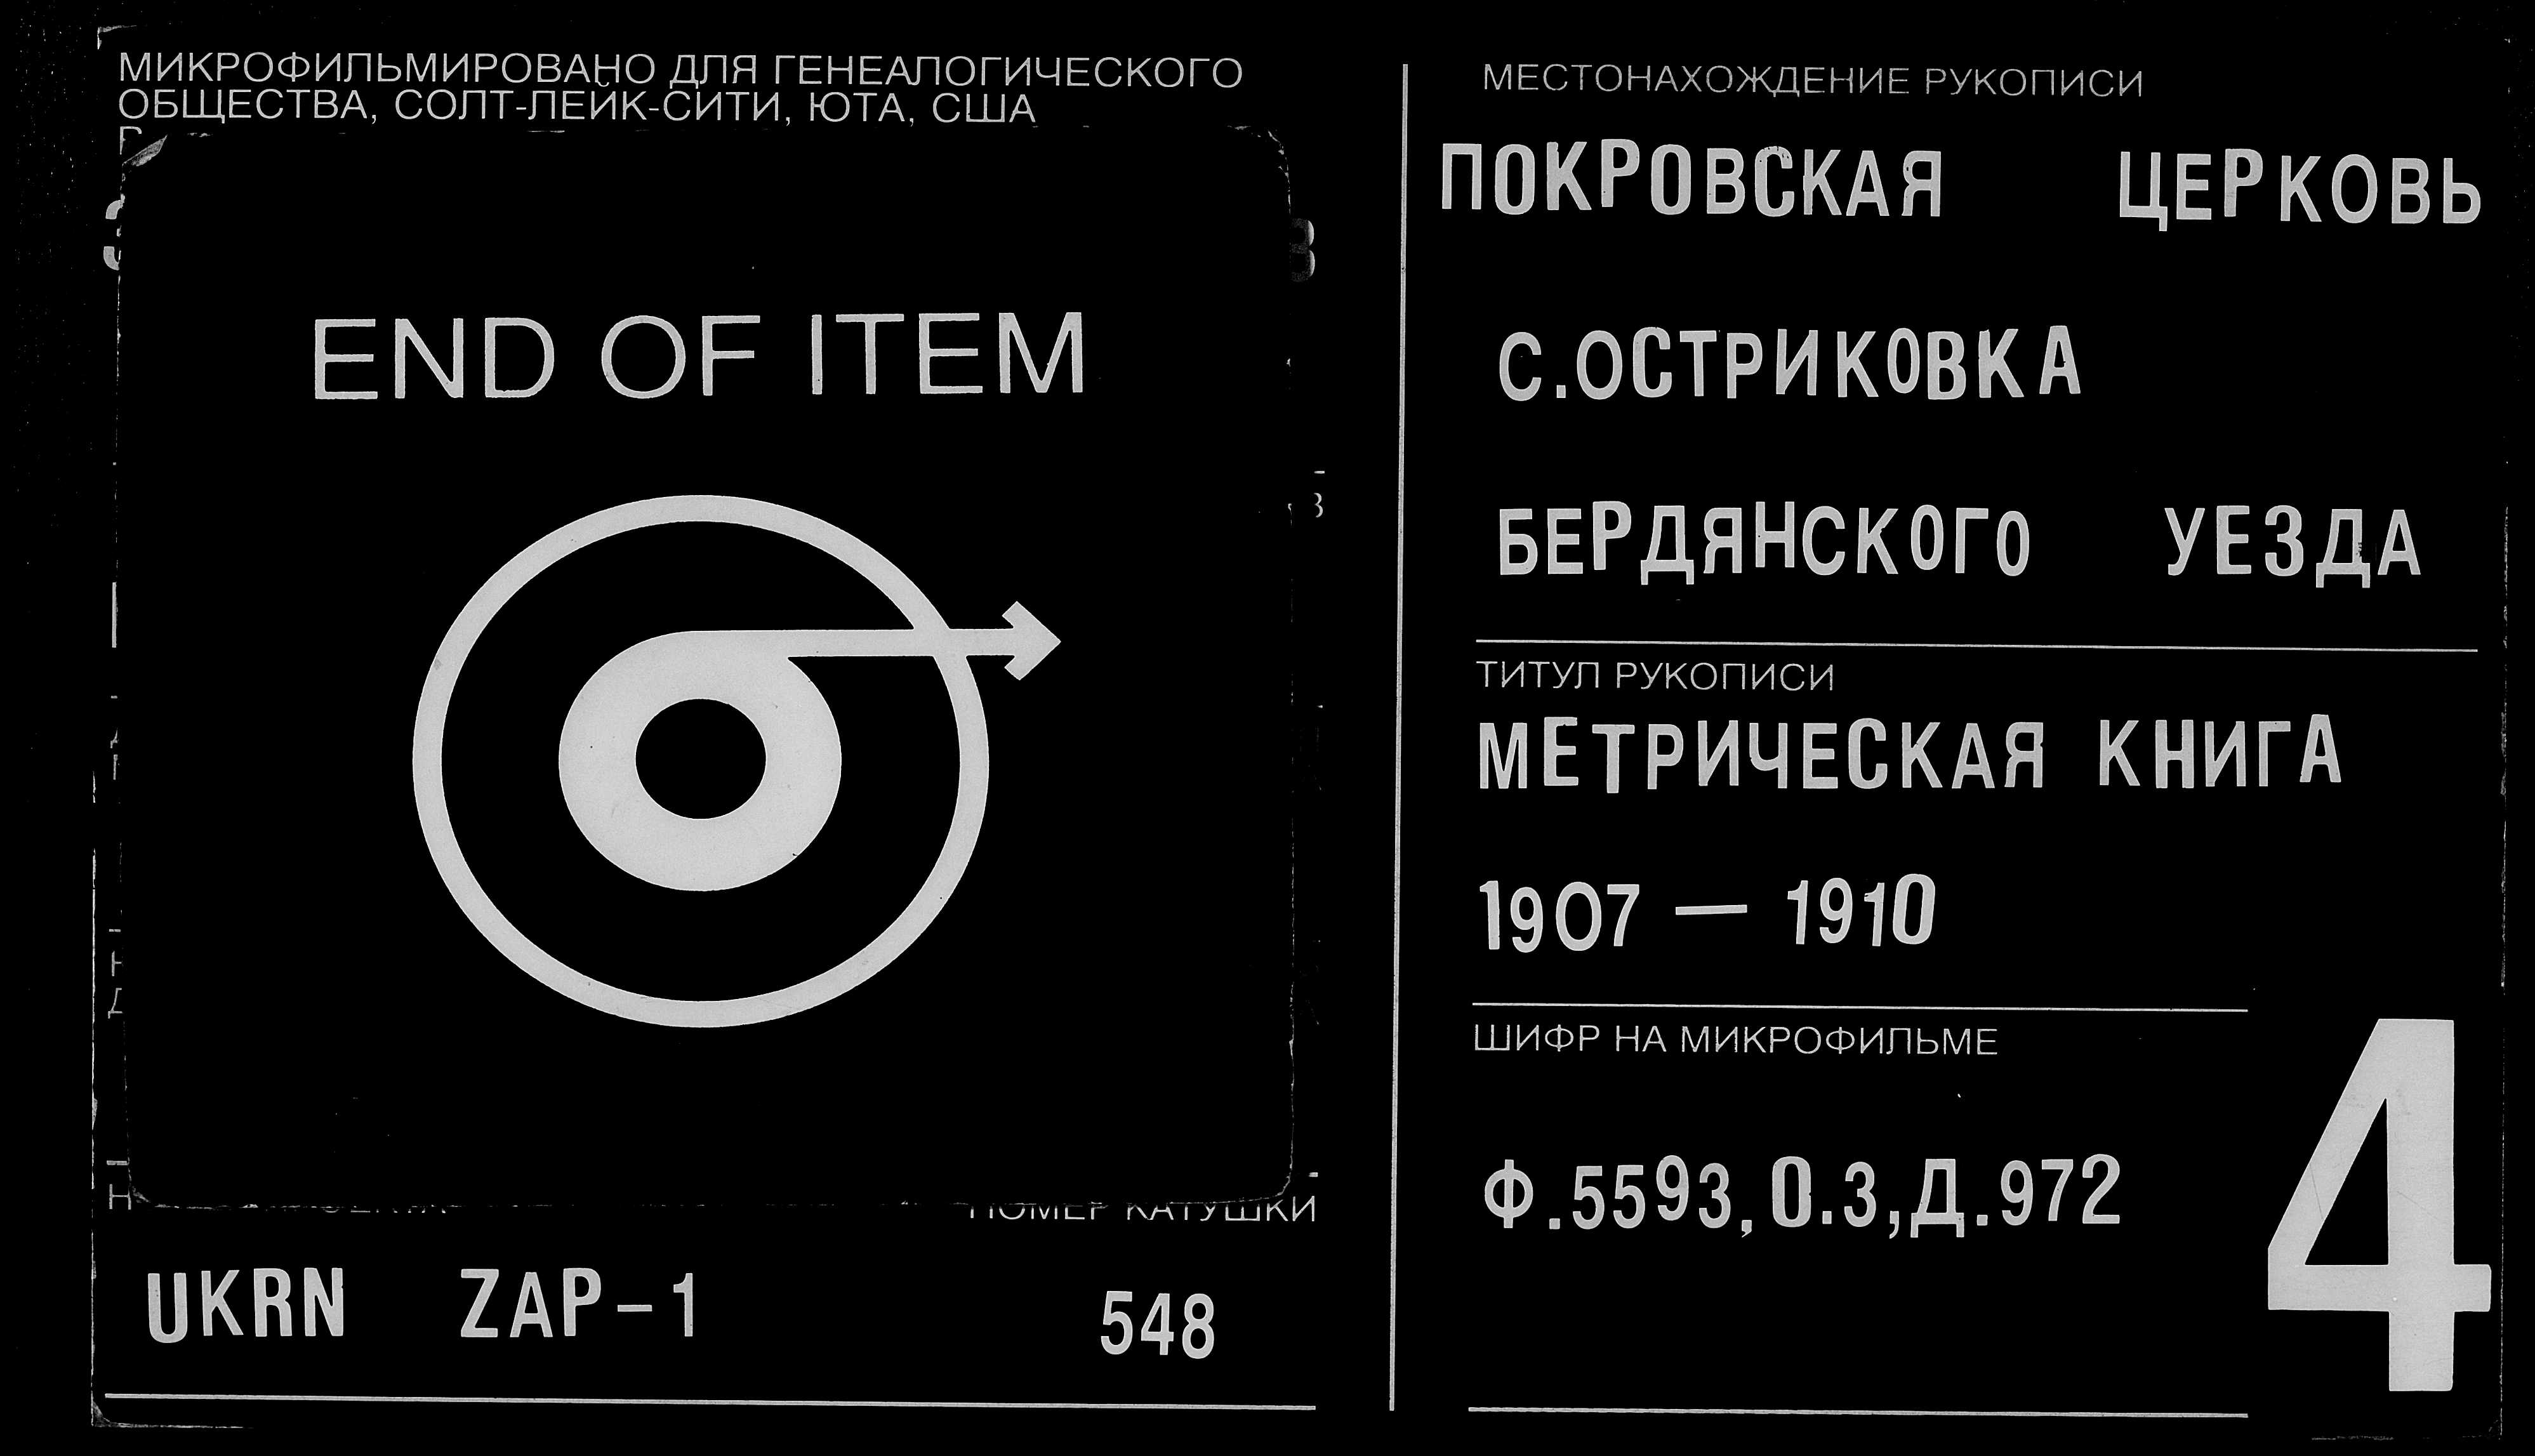 МИКРОФИЛЬМИРОВАНО ДЛЯ ГЕНЕАЛОГИЧЕСКОГО
ОБЩЕСТВА, СОЛТ-ЛЕЙК-СИТИ, ЮТА, США
END OF ITEM
НОМЕР КАТУШКИ
UKRN ZAP-1 548
МЕСТОНАХОЖДЕНИЕ РУКОПИСИ
ПОКРОВСКАЯ ЦЕРКОВЬ
С.ОСТРИКОВКА
БЕРДЯНСКОГО УЕЗДА
ТИТУЛ РУКОПИСИ
МЕТРИЧЕСКАЯ КНИГА
1907 — 1910
ШИФР НА МИКРОФИЛЬМЕ
Ф.5593,О.3,Д.972
4